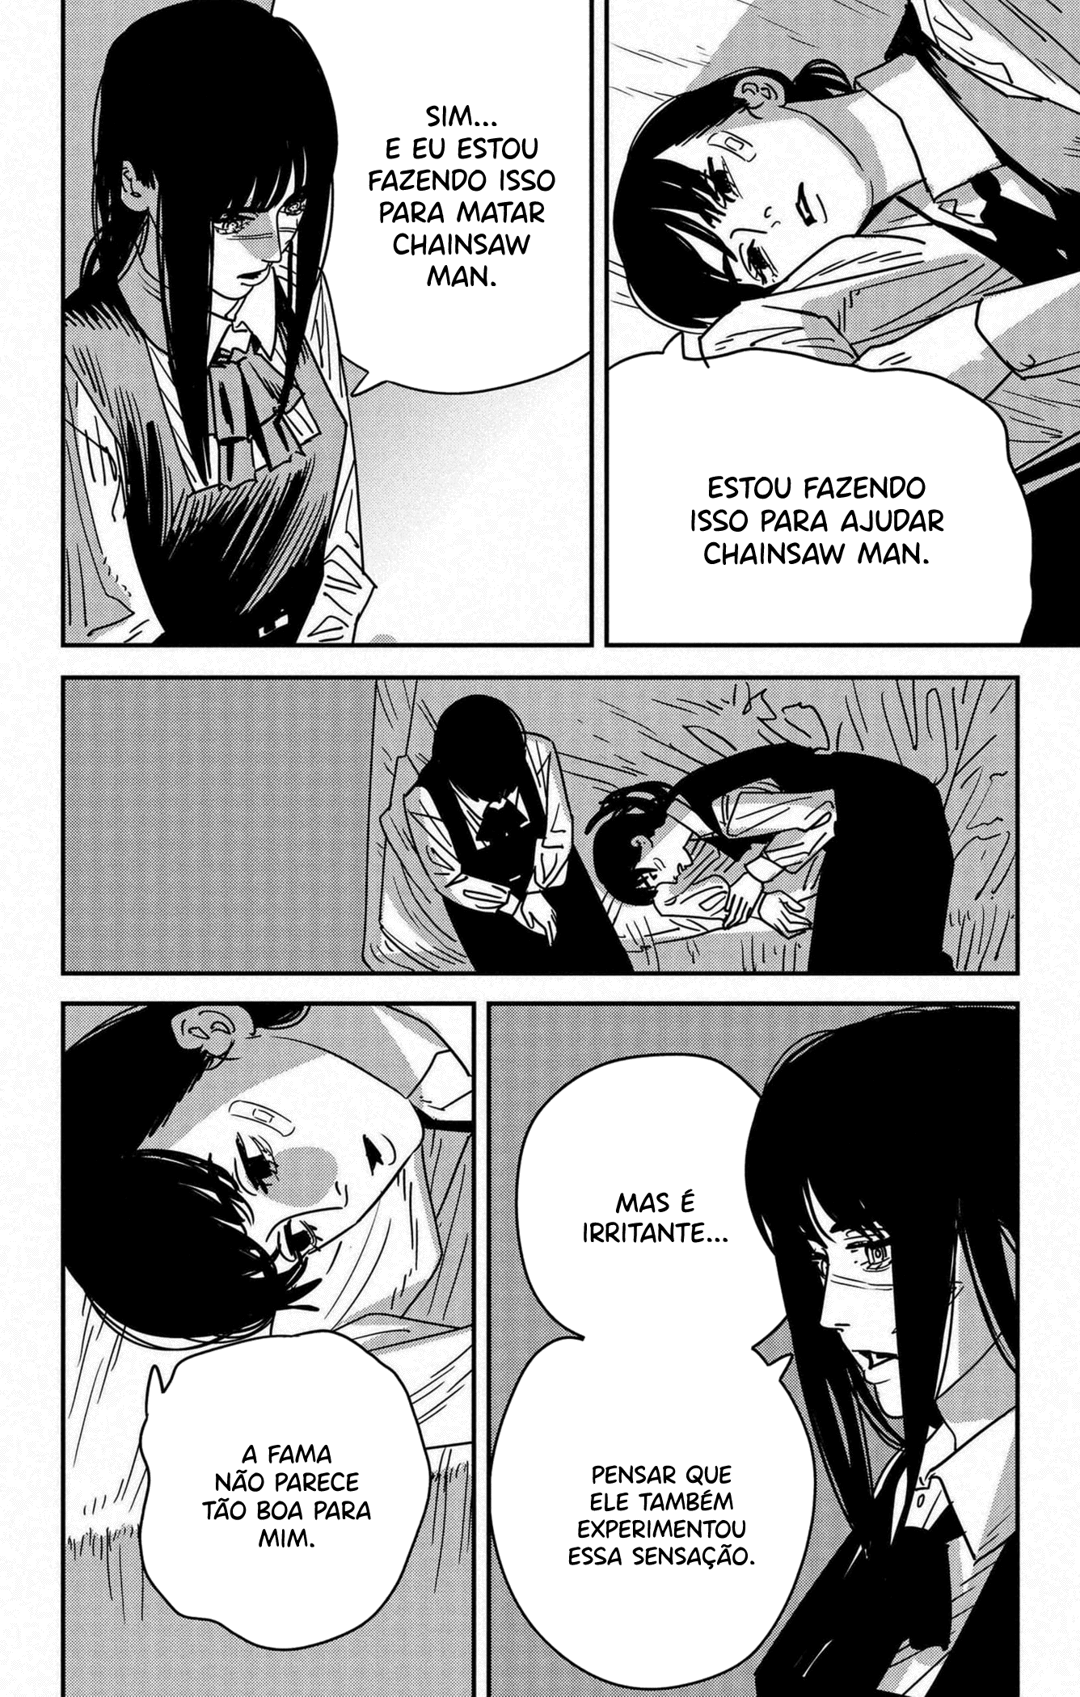 ESTOU FAZENDO
ISSO PARA AJUDAR
CHAINSAW MAN.
SIM...
E EU ESTOU
FAZENDO ISSO
PARA MATAR
CHAINSAW
MAN.
MAS É
IRRITANTE...
PENSAR QUE
ELE TAMBÉM
EXPERIMENTOU
ESSA SENSAÇÃO.
A FAMA
NÃO PARECE
TÃO BOA PARA
MIM.